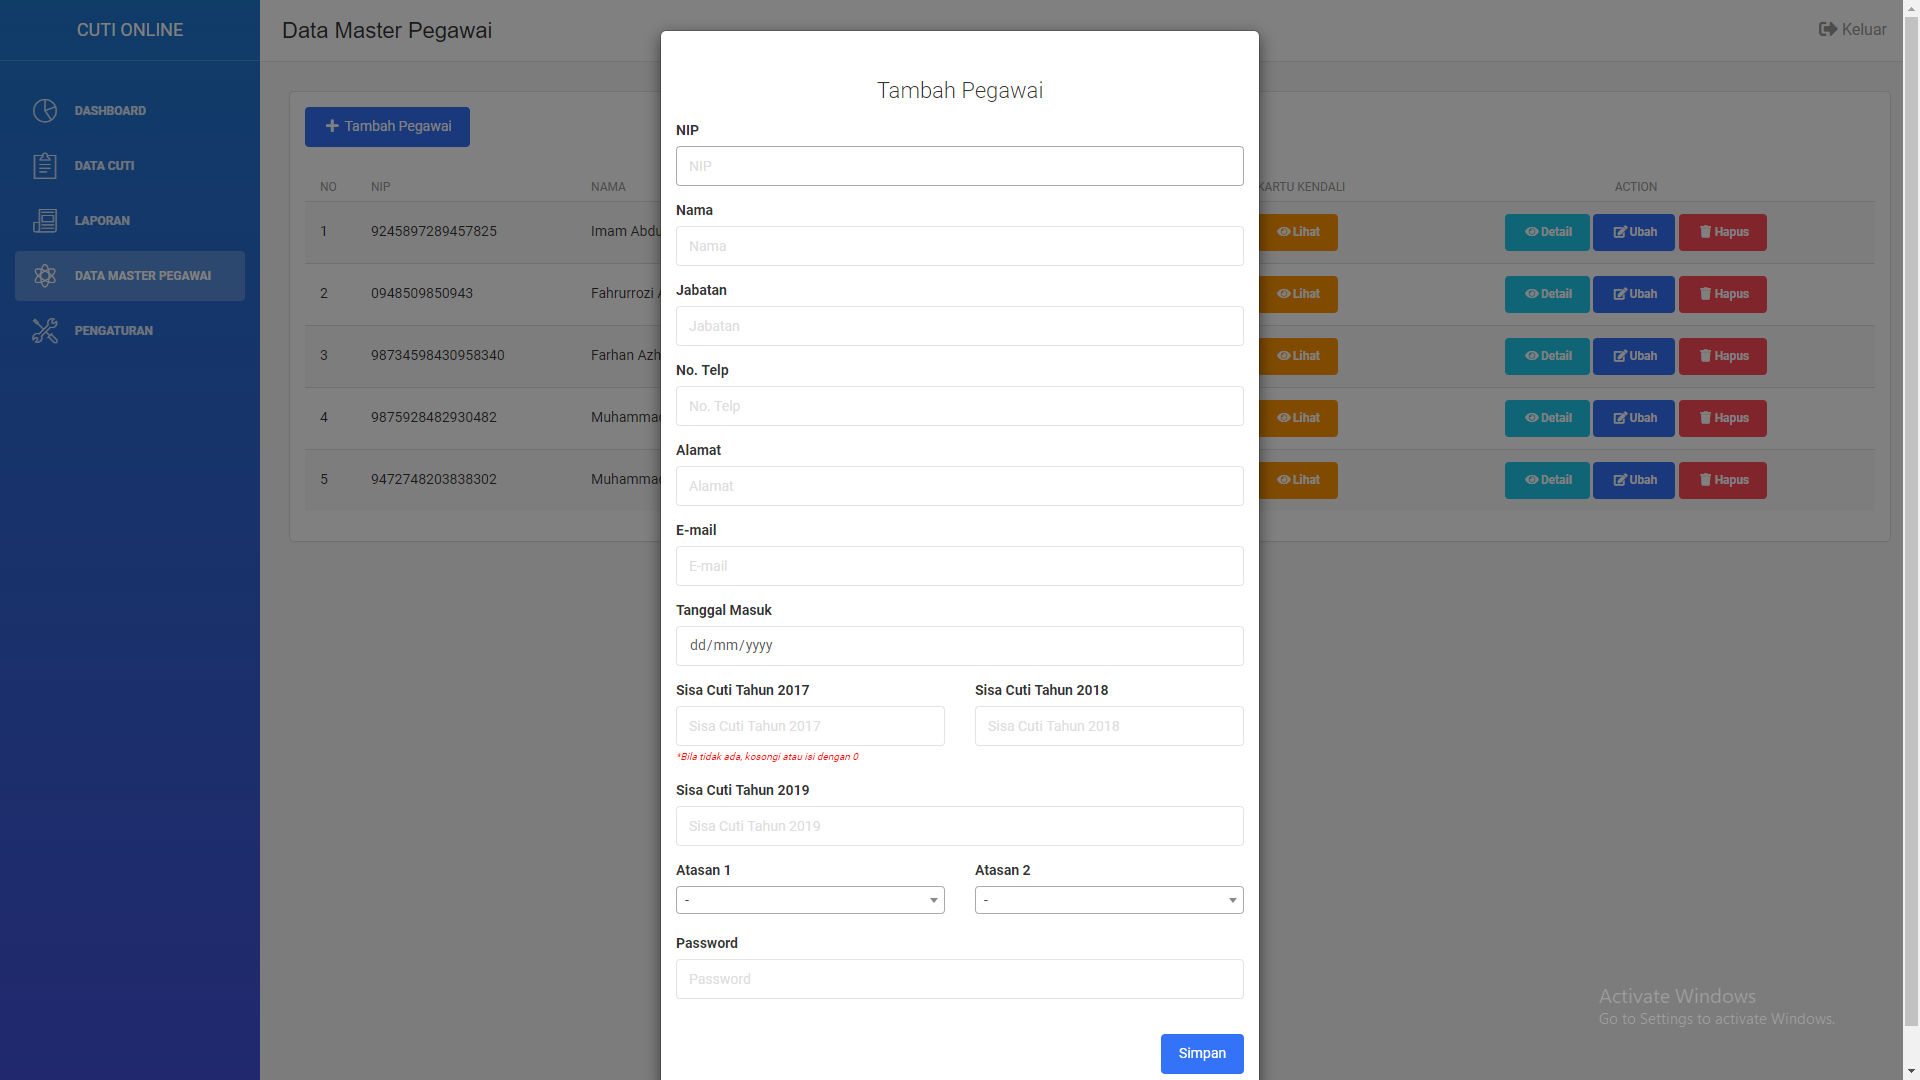 CUTI ONLINE
DASHBOARD
DATA CUTI
LAPORAN
DATA MASTER PEGAWAI
PENGATURAN
Data Master Pegawai
Keluar
Tambah Pegawai
NO NIP NAMA KARTU KENDALI ACTION
1 9245897289457825 Imam Abdu Lihat Detail Ubah Hapus
2 0948509850943 Fahrurrozi A Lihat Detail Ubah Hapus
3 98734598430958340 Farhan Azh Lihat Detail Ubah Hapus
4 9875928482930482 Muhammad Lihat Detail Ubah Hapus
5 9472748203838302 Muhammad Lihat Detail Ubah Hapus
Tambah Pegawai
NIP
NIP
Nama
Nama
Jabatan
Jabatan
No. Telp
No. Telp
Alamat
Alamat
E-mail
E-mail
Tanggal Masuk
dd/mm/yyyy
Sisa Cuti Tahun 2017 Sisa Cuti Tahun 2018
Sisa Cuti Tahun 2017 Sisa Cuti Tahun 2018
*Bila tidak ada, kosongi atau isi dengan 0
Sisa Cuti Tahun 2019
Sisa Cuti Tahun 2019
Atasan 1 Atasan 2
- -
Password
Password
Simpan
Activate Windows
Go to Settings to activate Windows.